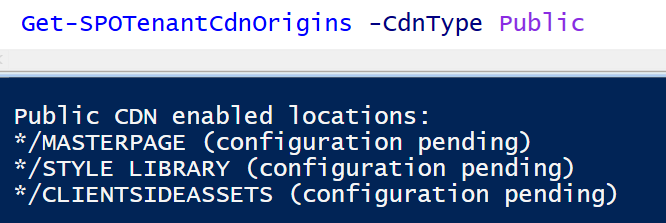 Get-SPOTenantCdnOrigins -CdnType Public
Public CDN enabled locations:
*/MASTERPAGE (configuration pending)
*/STYLE LIBRARY (configuration pending)
*/CLIENTSIDEASSETS (configuration pending)